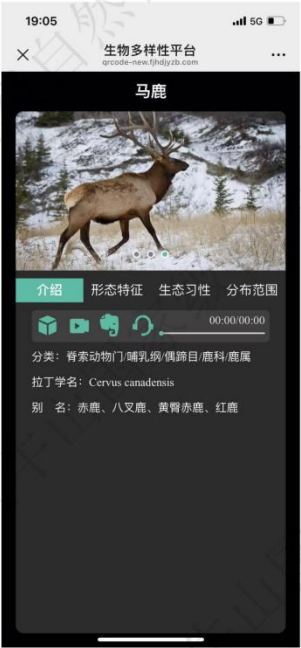 19:05
5G
生物多样性平台
qrcode-new.fjhdjyzb.com
马鹿
介绍 形态特征 生态习性 分布范围
00:00/00:00
分类：脊索动物门/哺乳纲/偶蹄目/鹿科/鹿属
拉丁学名：Cervus canadensis
别 名：赤鹿、八叉鹿、黄臀赤鹿、红鹿